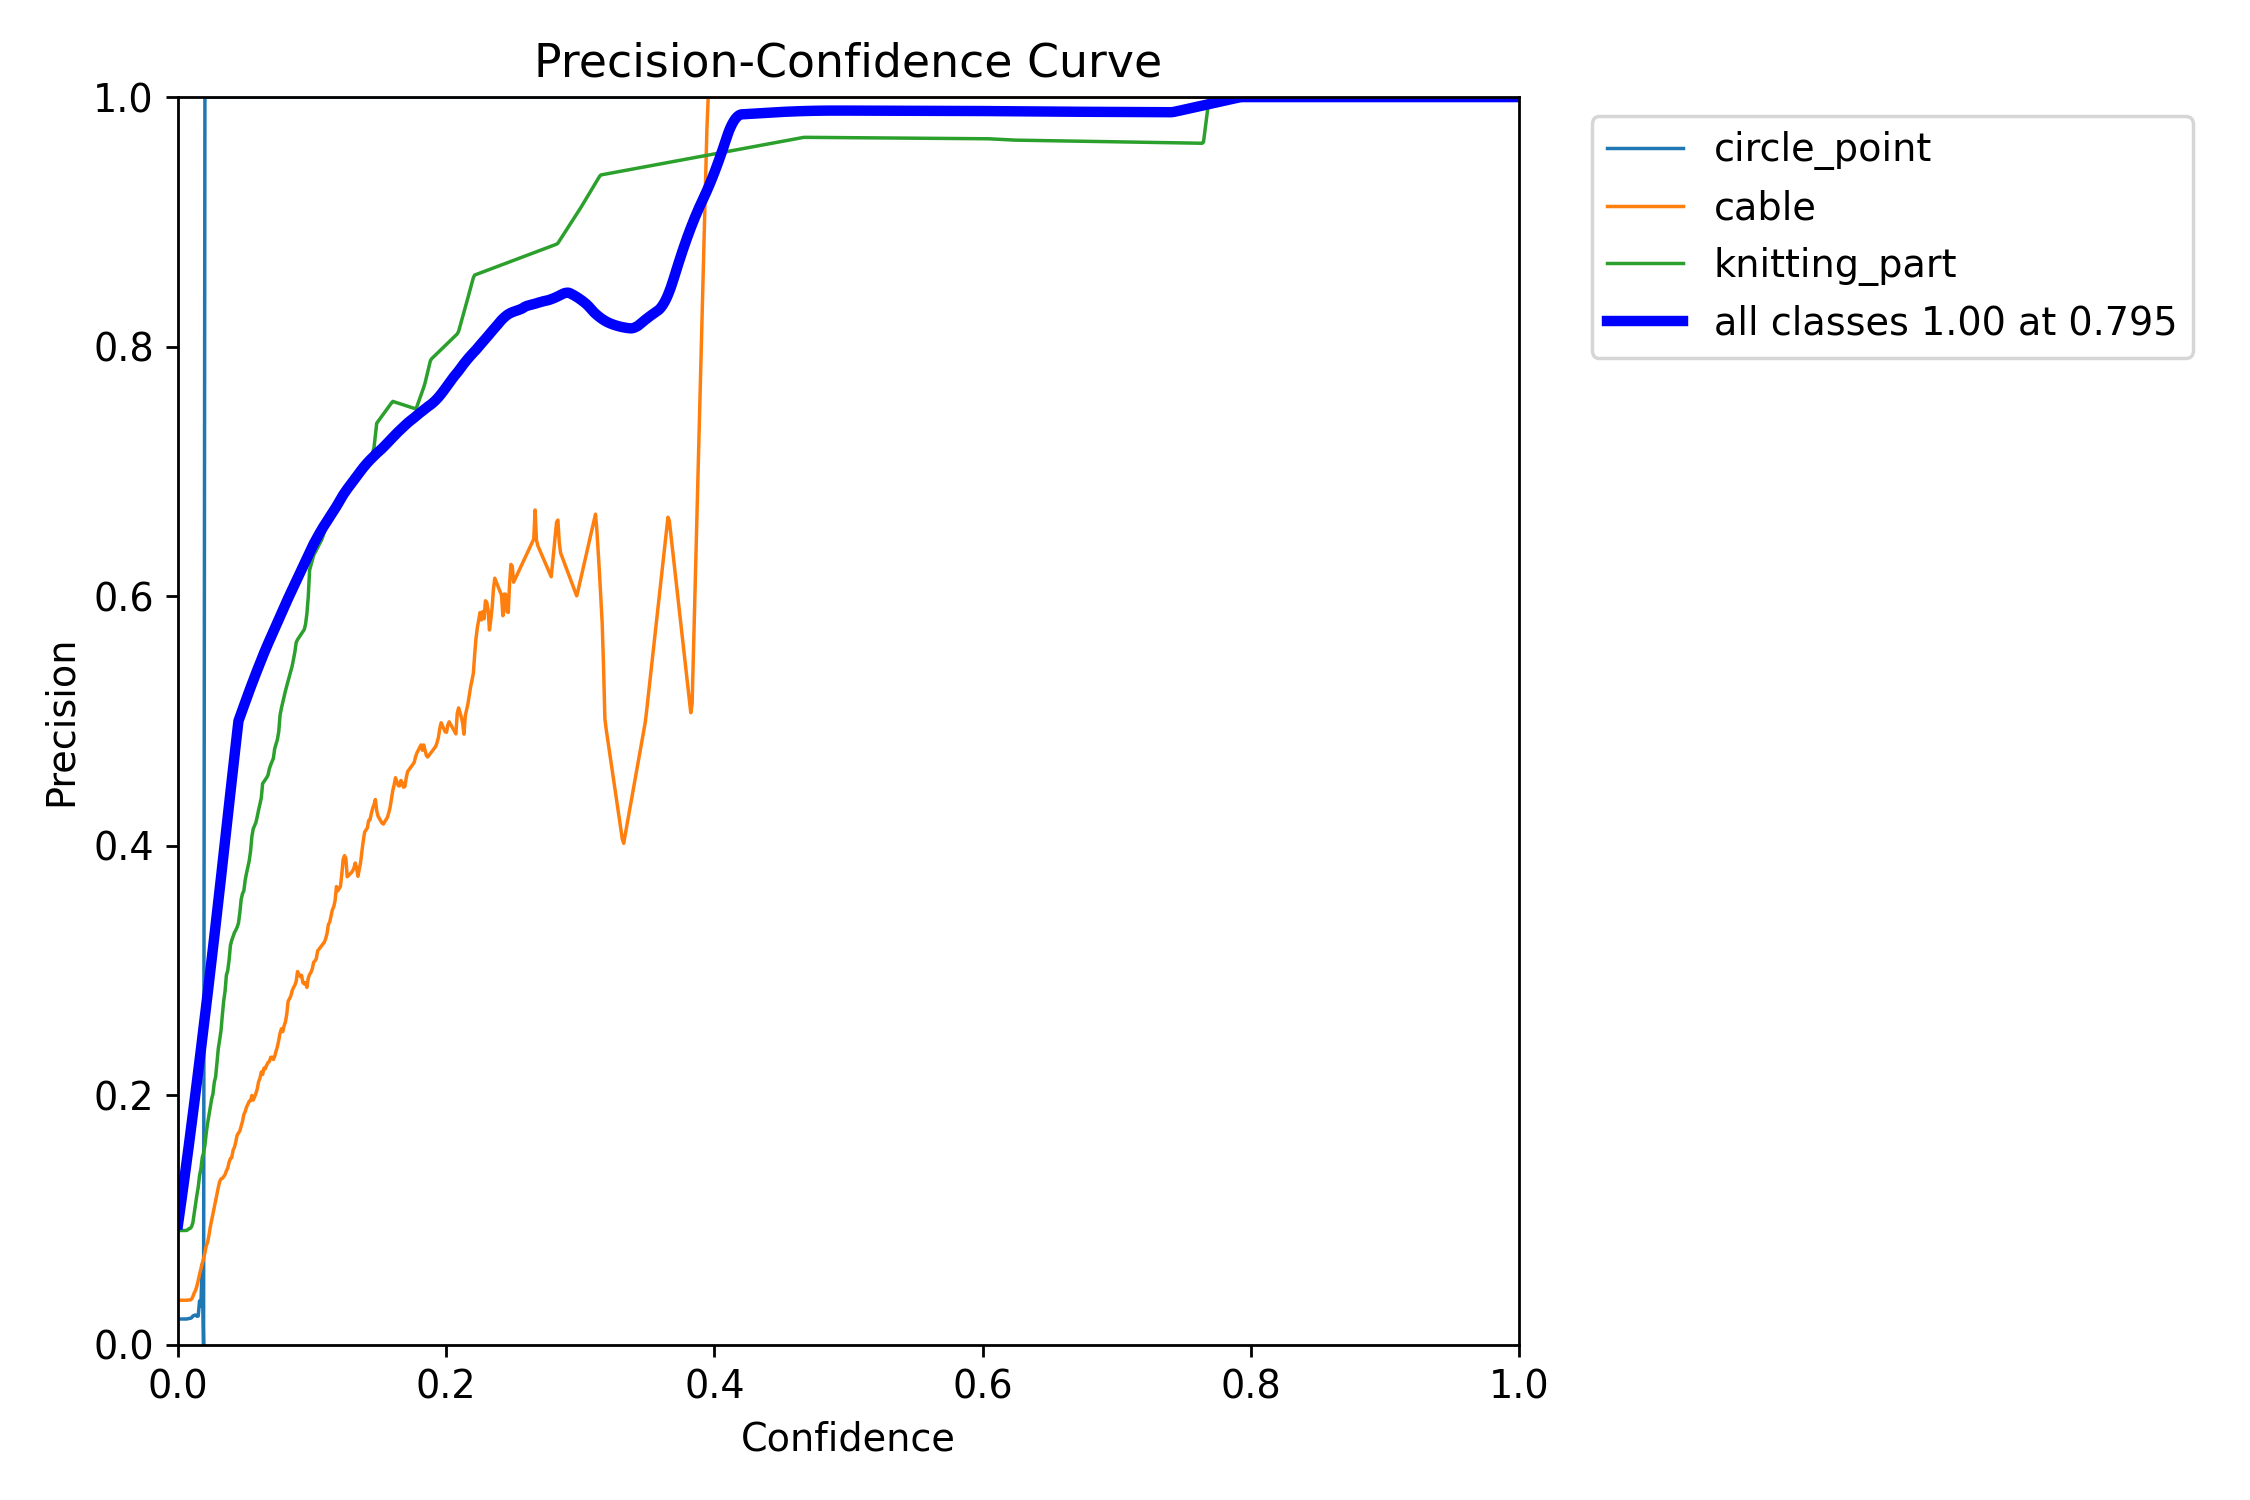 Precision-Confidence Curve
1.0
0.8
0.6
0.4
0.2
0.0
Precision
0.0 0.2 0.4 0.6 0.8 1.0
Confidence
circle_point
cable
knitting_part
all classes 1.00 at 0.795